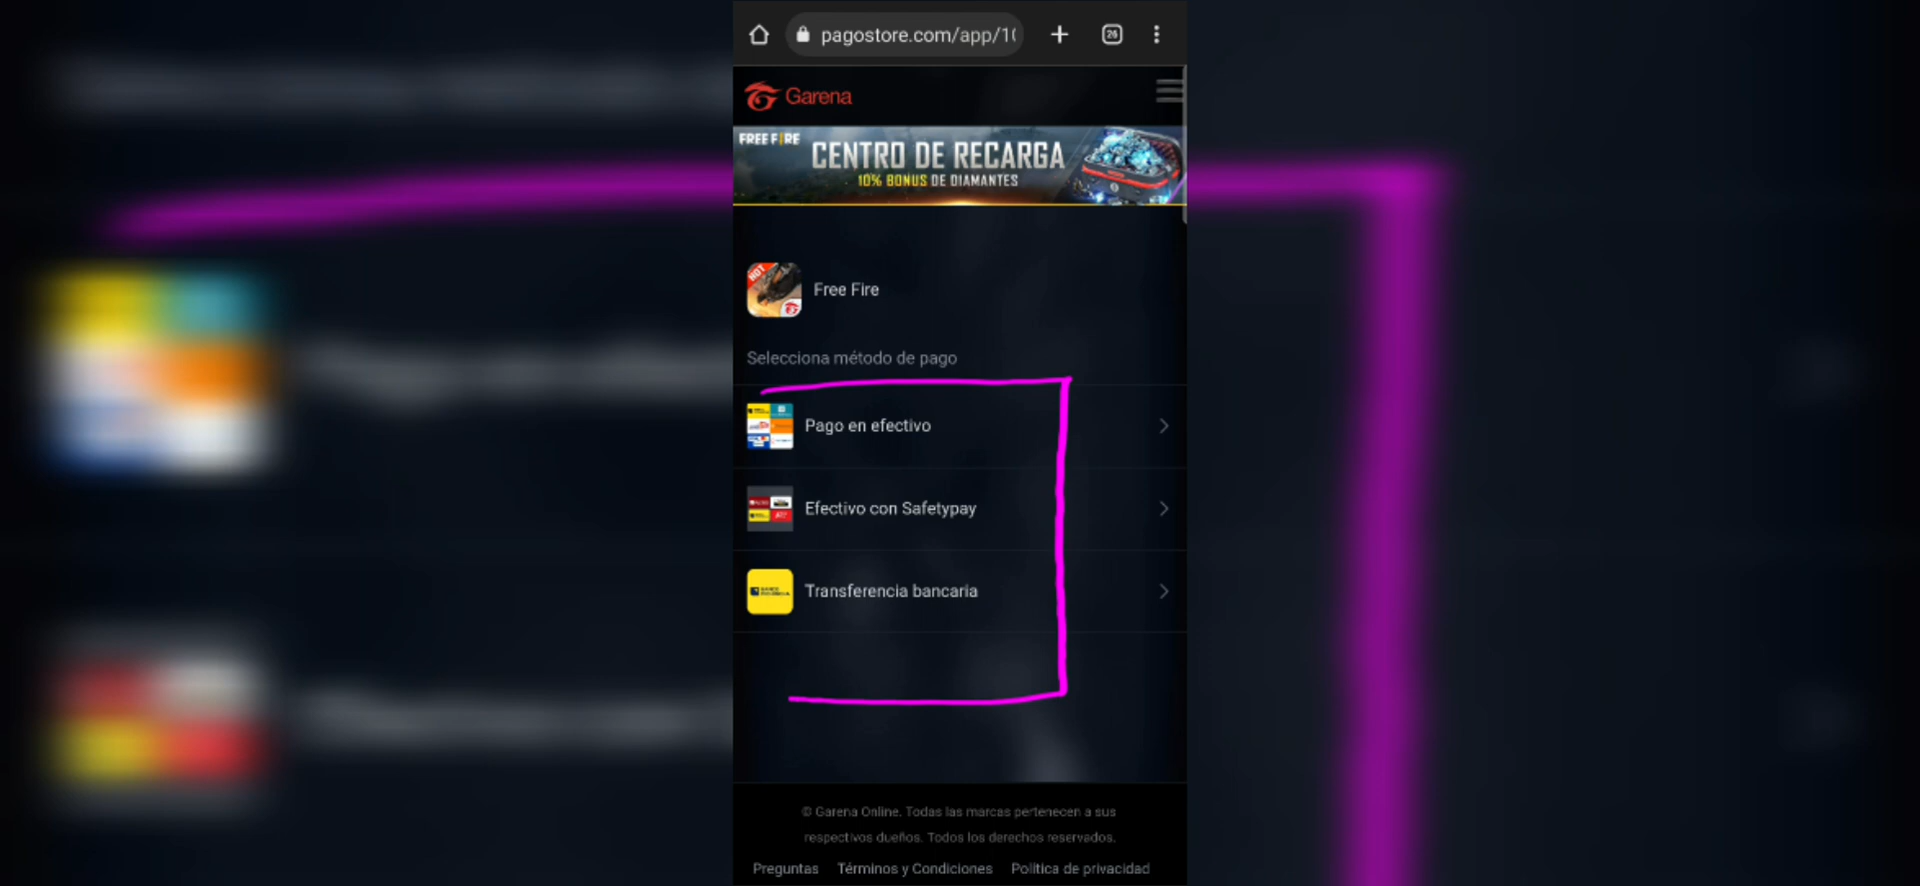 pagostore.com/app/1(
26
Garena
FREE FIRE
CENTRO DE RECARGA
10% BONUS DE DIAMANTES
HOT
Free Fire
Selecciona método de pago
Pago en efectivo
Efectivo con Safetypay
Transferencia bancaria
© Garena Online. Todas las marcas pertenecen a sus
respectivos dueños. Todos los derechos reservados.
Preguntas Términos y Condiciones Política de privacidad